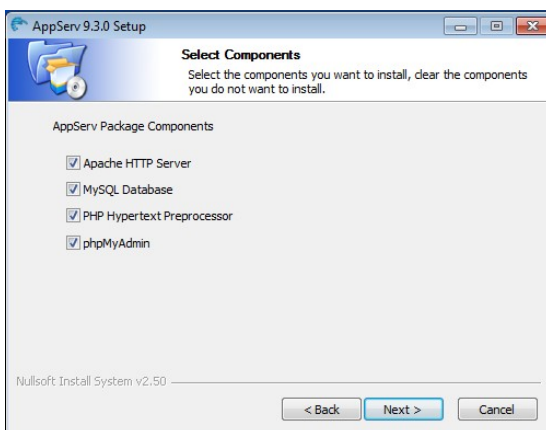 AppServ 9.3.0 Setup
Select Components
Select the components you want to install, clear the components
you do not want to install.
AppServ Package Components
Apache HTTP Server
MySQL Database
PHP Hypertext Preprocessor
phpMyAdmin
Nullsoft Install System v2.50
< Back
Next >
Cancel